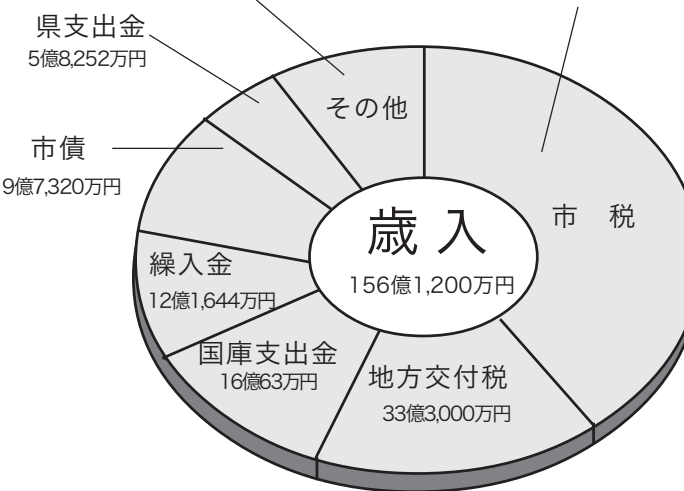 県支出金
5億8,252万円
その他
市債
9億7,320万円
歳入
156億1,200万円
市 税
繰入金
12億1,644万円
国庫支出金
16億63万円
地方交付税
33億3,000万円